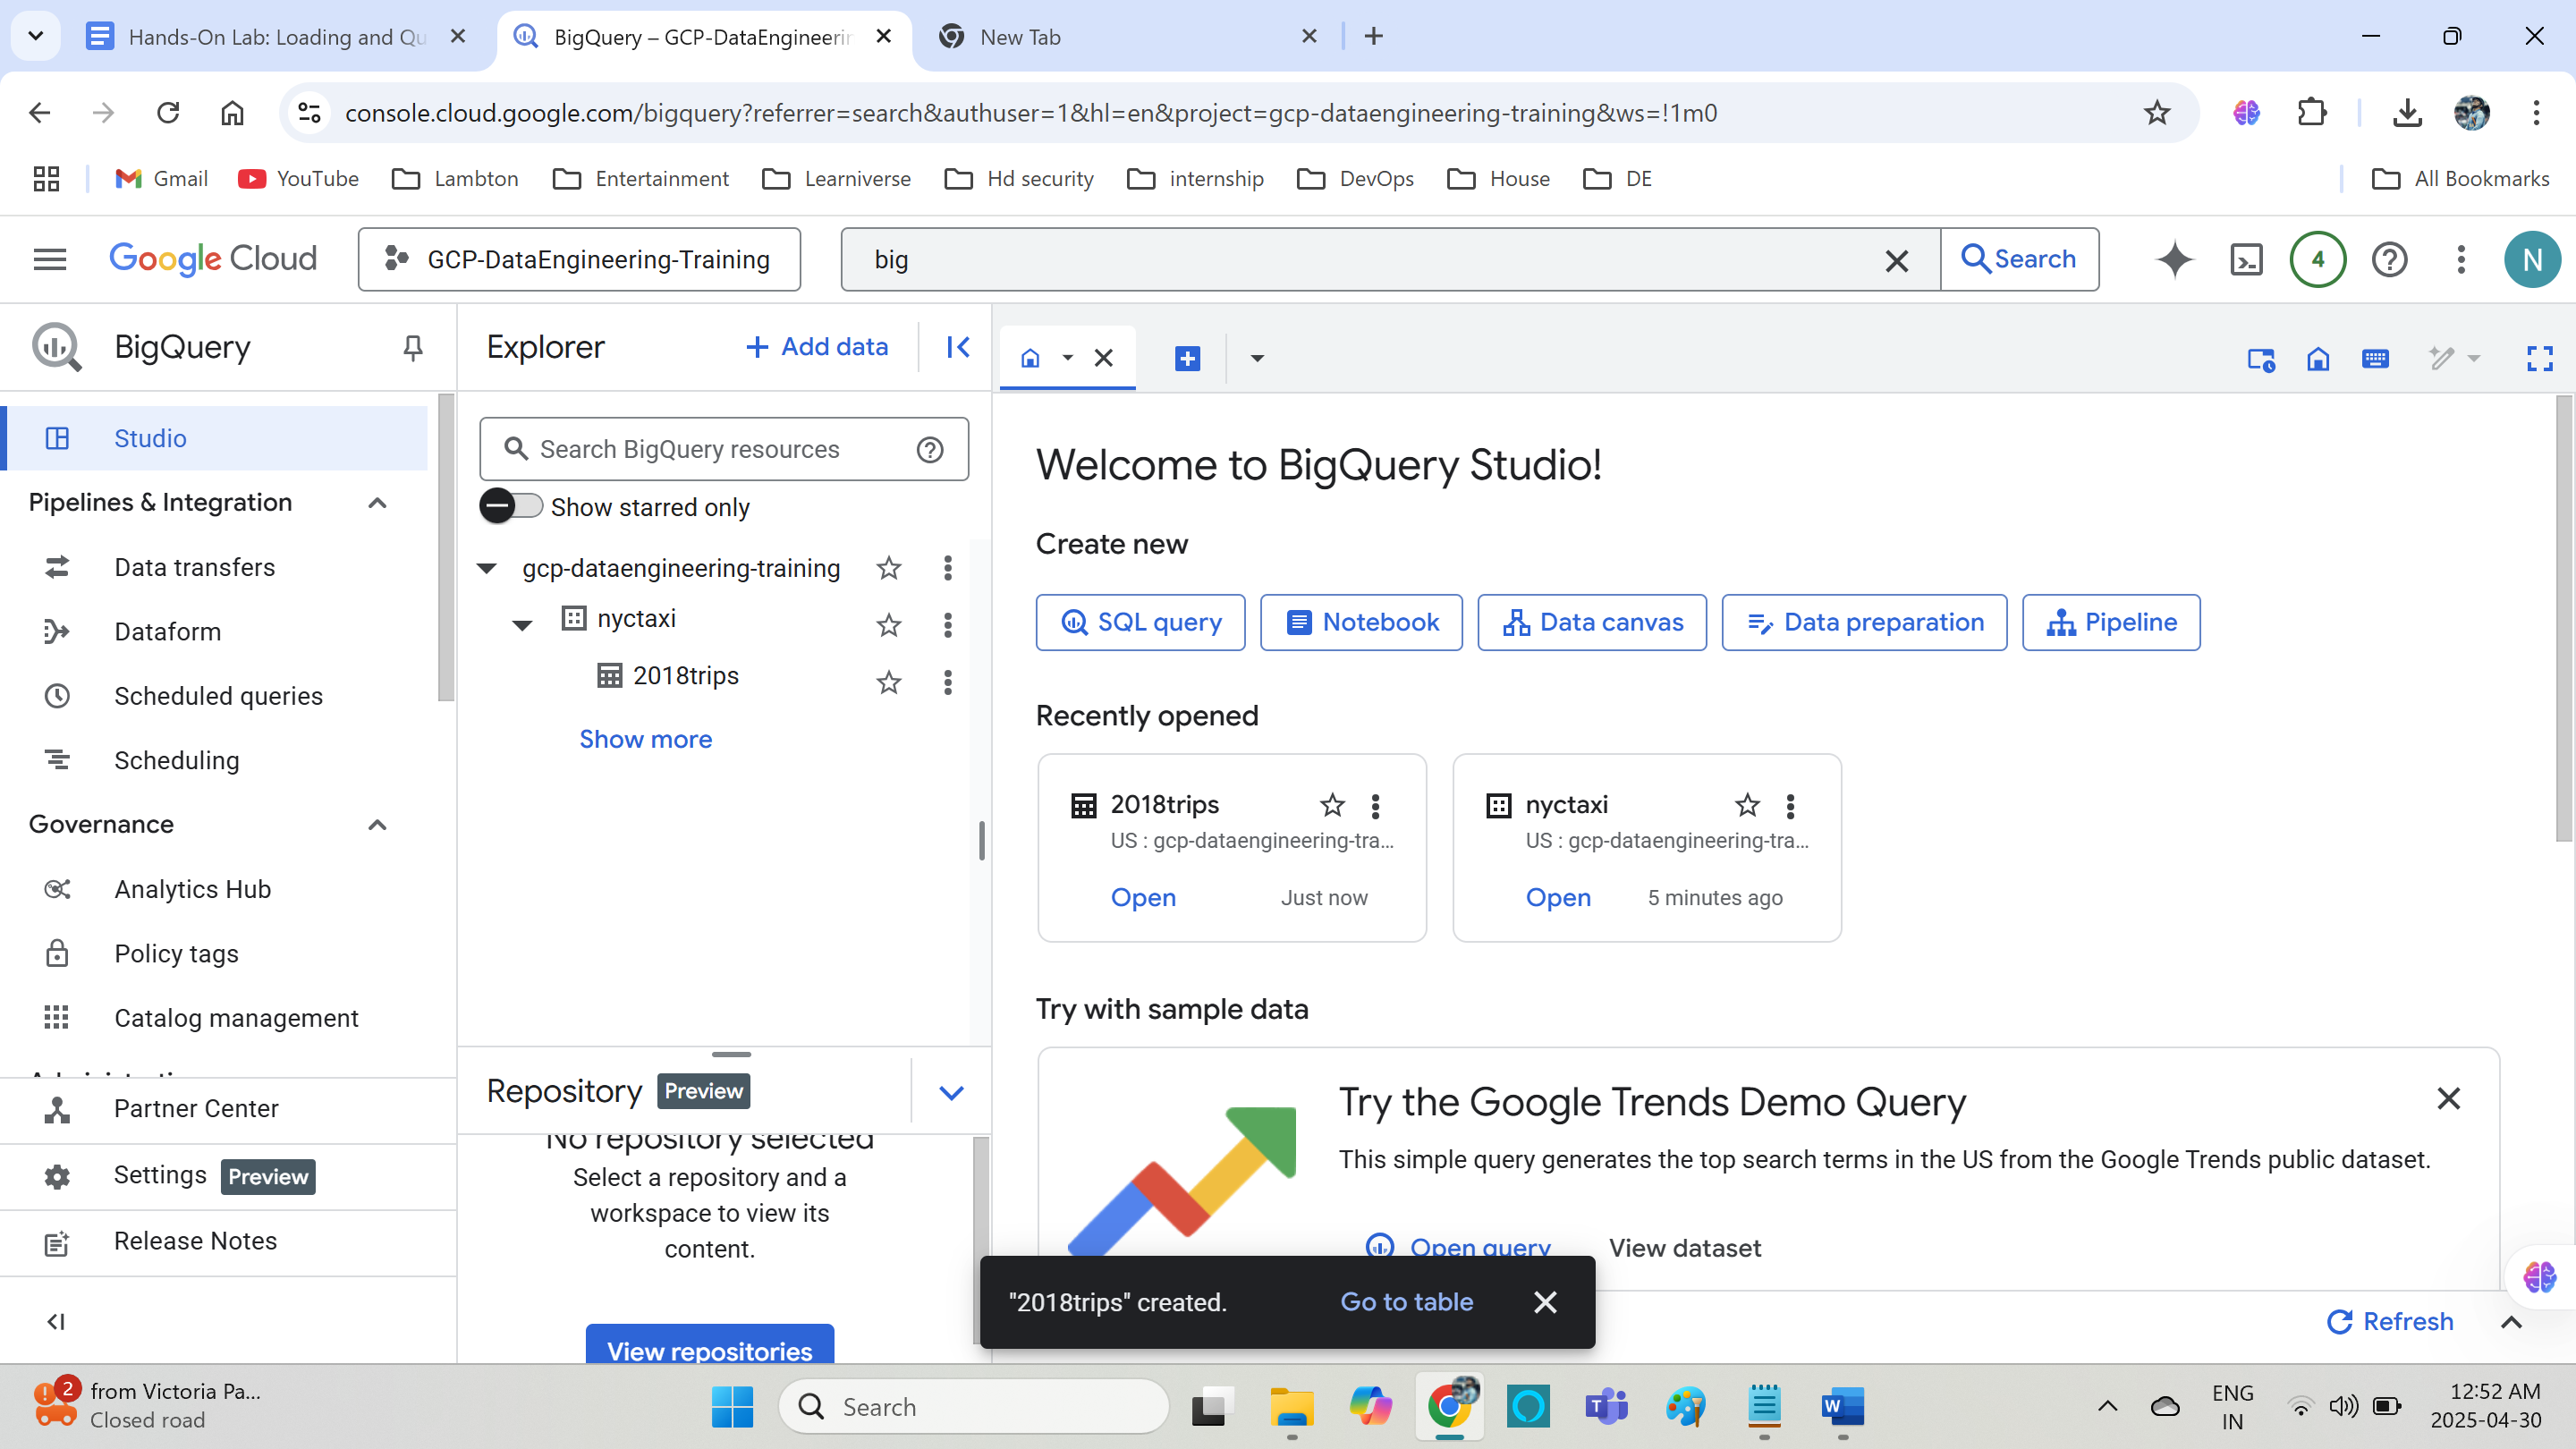 Hands-On Lab: Loading and Qu
BigQuery – GCP-DataEngineerin
New Tab
console.cloud.google.com/bigquery?referrer=search&authuser=1&hl=en&project=gcp-dataengineering-training&ws=!1m0
Gmail
YouTube
Lambton
Entertainment
Learniverse
Hd security
internship
DevOps
House
DE
All Bookmarks
Google Cloud
GCP-DataEngineering-Training
big
Search
4
N
BigQuery
Studio
Pipelines & Integration
Data transfers
Dataform
Scheduled queries
Scheduling
Governance
Analytics Hub
Policy tags
Catalog management
Partner Center
Settings Preview
Release Notes
Explorer
+ Add data
Search BigQuery resources
Show starred only
gcp-dataengineering-training
nyctaxi
2018trips
Show more
Repository Preview
No repository selected
Select a repository and a
workspace to view its
content.
View repositories
Welcome to BigQuery Studio!
Create new
SQL query
Notebook
Data canvas
Data preparation
Pipeline
Recently opened
2018trips
US : gcp-dataengineering-tra...
Open
Just now
nyctaxi
US : gcp-dataengineering-tra...
Open
5 minutes ago
Try with sample data
Try the Google Trends Demo Query
This simple query generates the top search terms in the US from the Google Trends public dataset.
Open query
View dataset
"2018trips" created.
Go to table
Refresh
2
from Victoria Pa...
Closed road
Search
ENG
IN
12:52 AM
2025-04-30